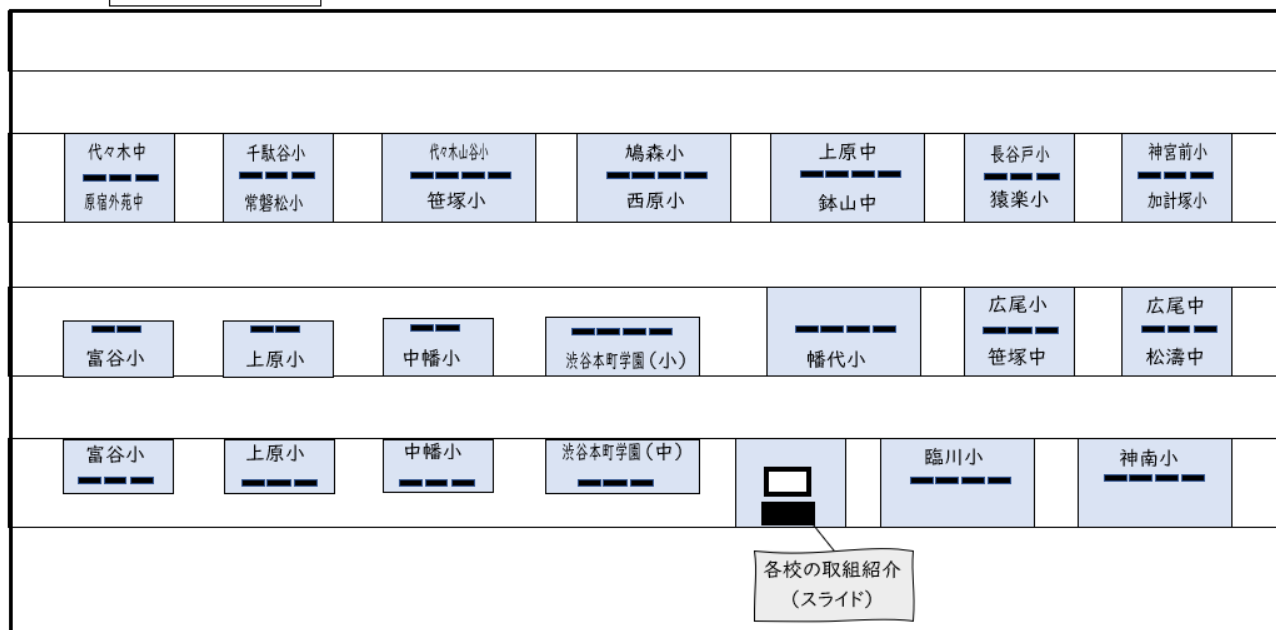 代々木中
原宿外苑中
千駄谷小
常磐松小
代々木山谷小
笹塚小
鳩森小
西原小
上原中
鉢山中
長谷戸小
猿楽小
神宮前小
加計塚小
富谷小
上原小
中幡小
渋谷本町学園(小)
幡代小
広尾小
笹塚中
広尾中
松濤中
富谷小
上原小
中幡小
渋谷本町学園(中)
臨川小
神南小
各校の取組紹介
(スライド)